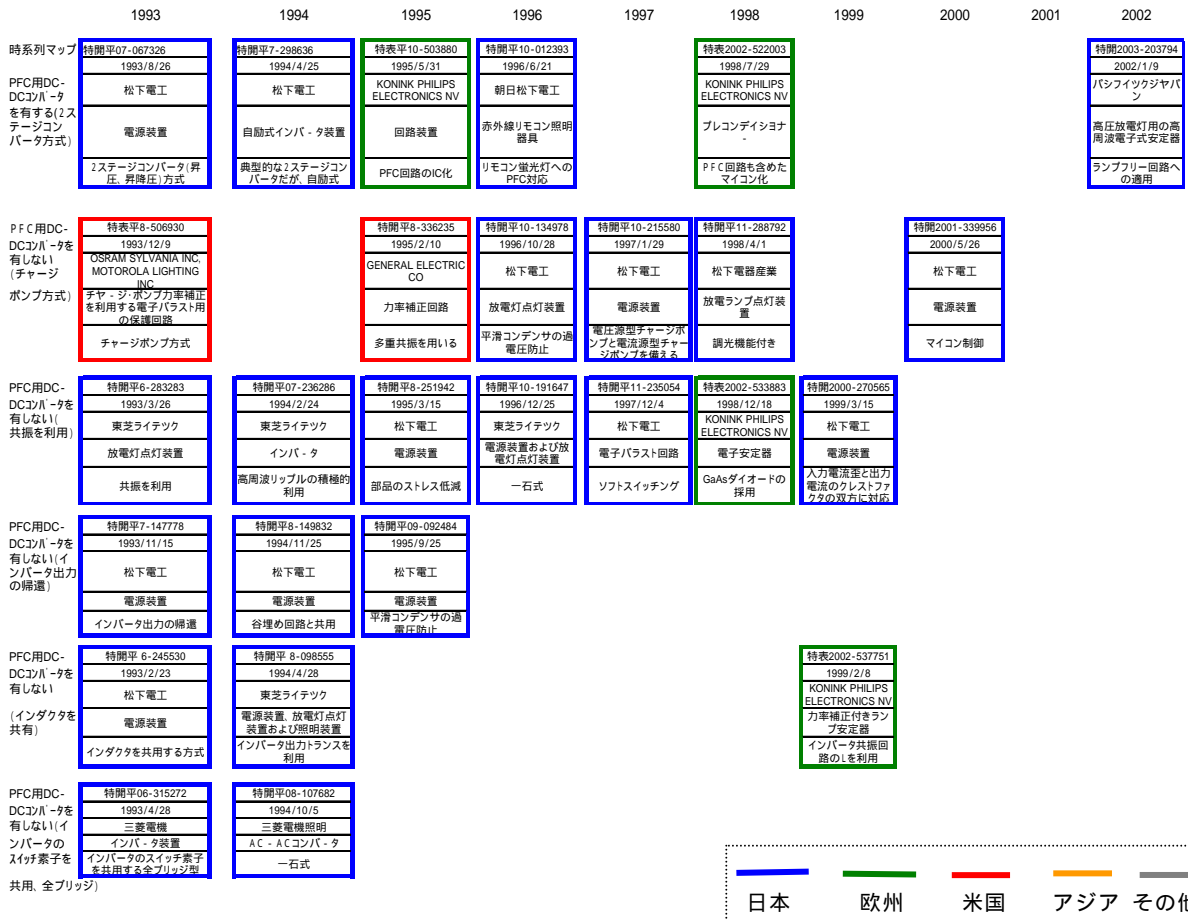 1993 1994 1995 1996 1997 1998 1999 2000 2001 2002
時系列マップ
PFC用DC-
DCコンバータ
を有する(2ス
テージコン
バータ方式)
特開平07-067326
1993/8/26
松下電工
電源装置
2ステージコンバータ(昇
圧、昇降圧)方式
特開平7-298636
1994/4/25
松下電工
自励式インバ-タ装置
典型的な2ステージコン
バータだが、自励式
特表平10-503880
1995/5/31
KONINK PHILIPS
ELECTRONICS NV
回路装置
PFC回路のIC化
特開平10-012393
1996/6/21
朝日松下電工
赤外線リモコン照明
器具
リモコン蛍光灯への
PFC対応
特表2002-522003
1998/7/29
KONINK PHILIPS
ELECTRONICS NV
プレコンデイショナ
-
PFC回路も含めた
マイコン化
特開2003-203794
2002/1/9
パシフイツクジヤパ
ン
高圧放電灯用の高
周波電子式安定器
ランプフリー回路へ
の適用
PFC用DC-
DCコンバータを
有しない
(チャージ
ポンプ方式)
特表平8-506930
1993/12/9
OSRAM SYLVANIA INC,
MOTOROLA LIGHTING
INC
チヤ-ジ・ポンプ力率補正
を利用する電子バラスト用
の保護回路
チャージポンプ方式
特開平8-336235
1995/2/10
GENERAL ELECTRIC
CO
力率補正回路
多重共振を用いる
特開平10-134978
1996/10/28
松下電工
放電灯点灯装置
平滑コンデンサの過
電圧防止
特開平10-215580
1997/1/29
松下電工
電源装置
電圧源型チャージポ
ンプと電流源型チャー
ジポンプを備える
特開平11-288792
1998/4/1
松下電器産業
放電ランプ点灯装
置
調光機能付き
特開2001-339956
2000/5/26
松下電工
電源装置
マイコン制御
PFC用DC-
DCコンバータを
有しない(
共振を利用)
特開平6-283283
1993/3/26
東芝ライテツク
放電灯点灯装置
共振を利用
特開平07-236286
1994/2/24
東芝ライテツク
インバ-タ
高周波リップルの積極的
利用
特開平8-251942
1995/3/15
松下電工
電源装置
部品のストレス低減
特開平10-191647
1996/12/25
東芝ライテツク
電源装置および放
電灯点灯装置
一石式
特開平11-235054
1997/12/4
松下電工
電子バラスト回路
ソフトスイッチング
特表2002-533883
1998/12/18
KONINK PHILIPS
ELECTRONICS NV
電子安定器
GaAsダイオードの
採用
特開2000-270565
1999/3/15
松下電工
電源装置
入力電流歪と出力
電流のクレストファ
クタの双方に対応
PFC用DC-
DCコンバータを
有しない(イ
ンバータ出力
の帰還)
特開平7-147778
1993/11/15
松下電工
電源装置
インバータ出力の帰還
特開平8-149832
1994/11/25
松下電工
電源装置
谷埋め回路と共用
特開平09-092484
1995/9/25
松下電工
電源装置
平滑コンデンサの過
電圧防止
PFC用DC-
DCコンバータを
有しない
(インダクタを
共有)
特開平 6-245530
1993/2/23
松下電工
電源装置
インダクタを共用する方式
特開平 8-098555
1994/4/28
東芝ライテツク
電源装置、放電灯点灯
装置および照明装置
インバータ出力トランスを
利用
特表2002-537751
1999/2/8
KONINK PHILIPS
ELECTRONICS NV
力率補正付きラン
プ安定器
インバータ共振回
路のLを利用
PFC用DC-
DCコンバータを
有しない(イ
ンバータの
スイッチ素子を
共用、全ブリッジ)
特開平06-315272
1993/4/28
三菱電機
インバ-タ装置
インバータのスイッチ素子
を共用する全ブリッジ型
特開平08-107682
1994/10/5
三菱電機照明
AC-ACコンバ-タ
一石式
日本 欧州 米国 アジア その他